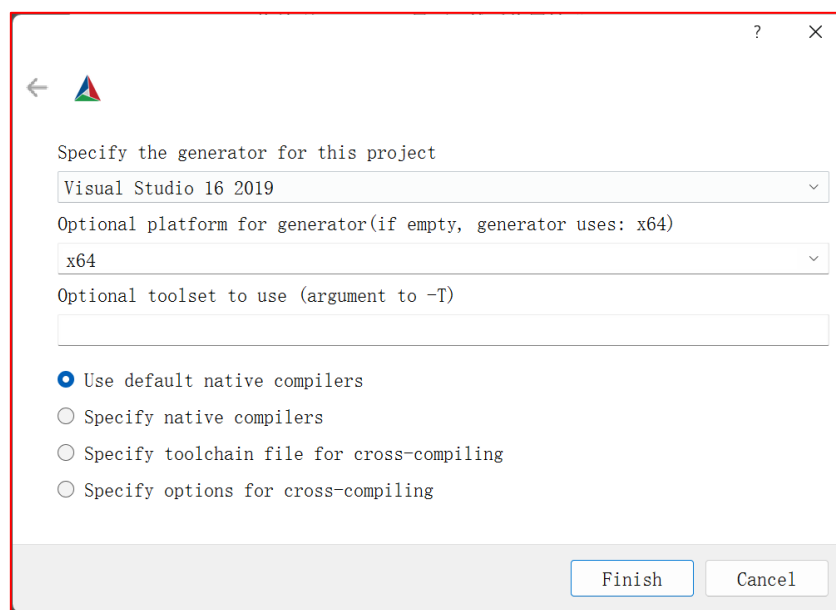 ?
Specify the generator for this project
Visual Studio 16 2019
Optional platform for generator(if empty, generator uses: x64)
x64
Optional toolset to use (argument to -T)
Use default native compilers
Specify native compilers
Specify toolchain file for cross-compiling
Specify options for cross-compiling
Finish Cancel